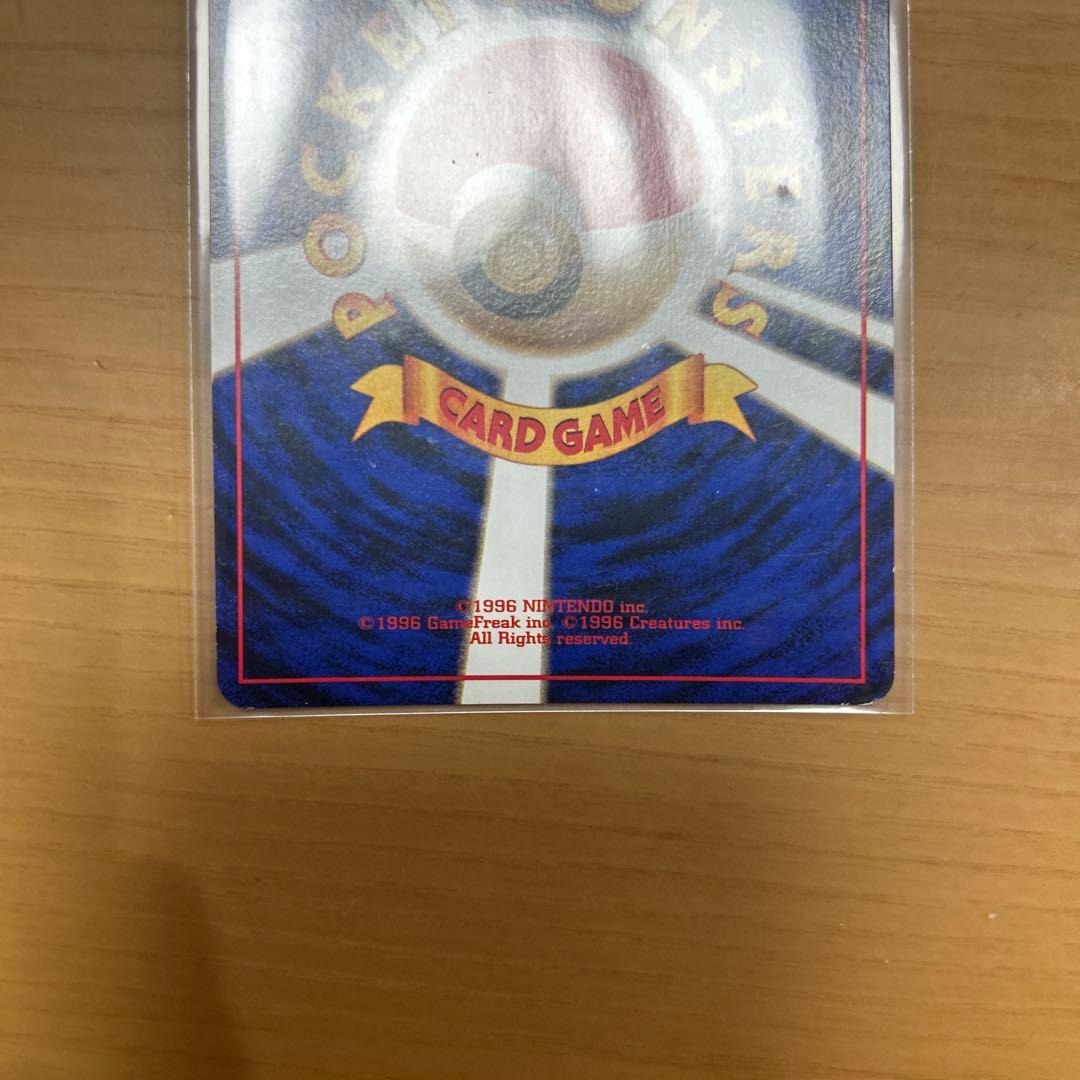 POCKET MONSTERS
CARD GAME
©1996 NINTENDO inc.
©1996 GameFreak inc. ©1996 Creatures inc.
All Rights reserved.